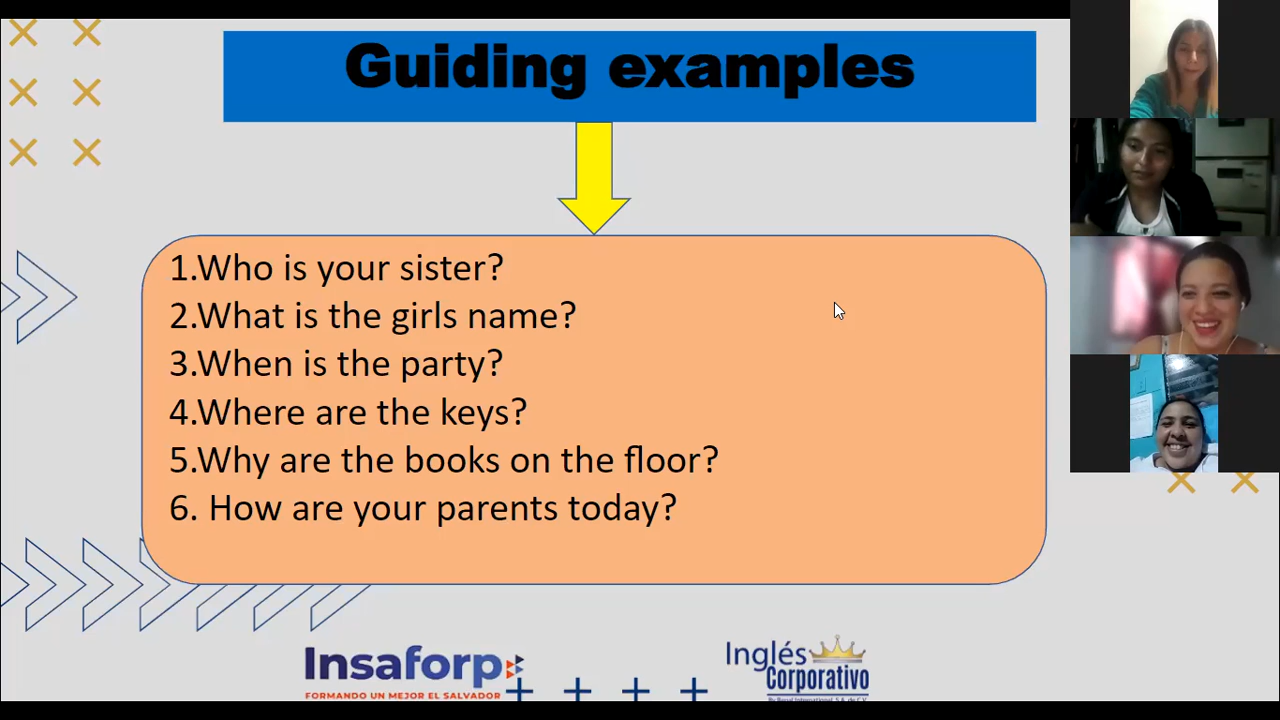 Guiding examples
1.Who is your sister?
2.What is the girls name?
3.When is the party?
4.Where are the keys?
5.Why are the books on the floor?
6. How are your parents today?
Insaforp
FORMANDO UN MEJOR EL SALVADOR
Inglés
Corporativo